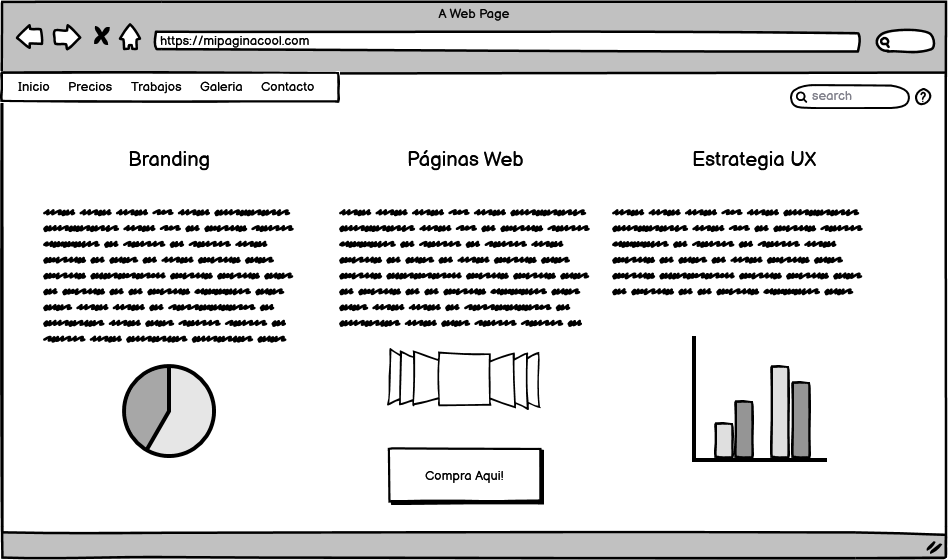 A Web Page
https://mipaginacool.com
Inicio Precios Trabajos Galeria Contacto
search ?
Branding Páginas Web Estrategia UX
Compra Aqui!